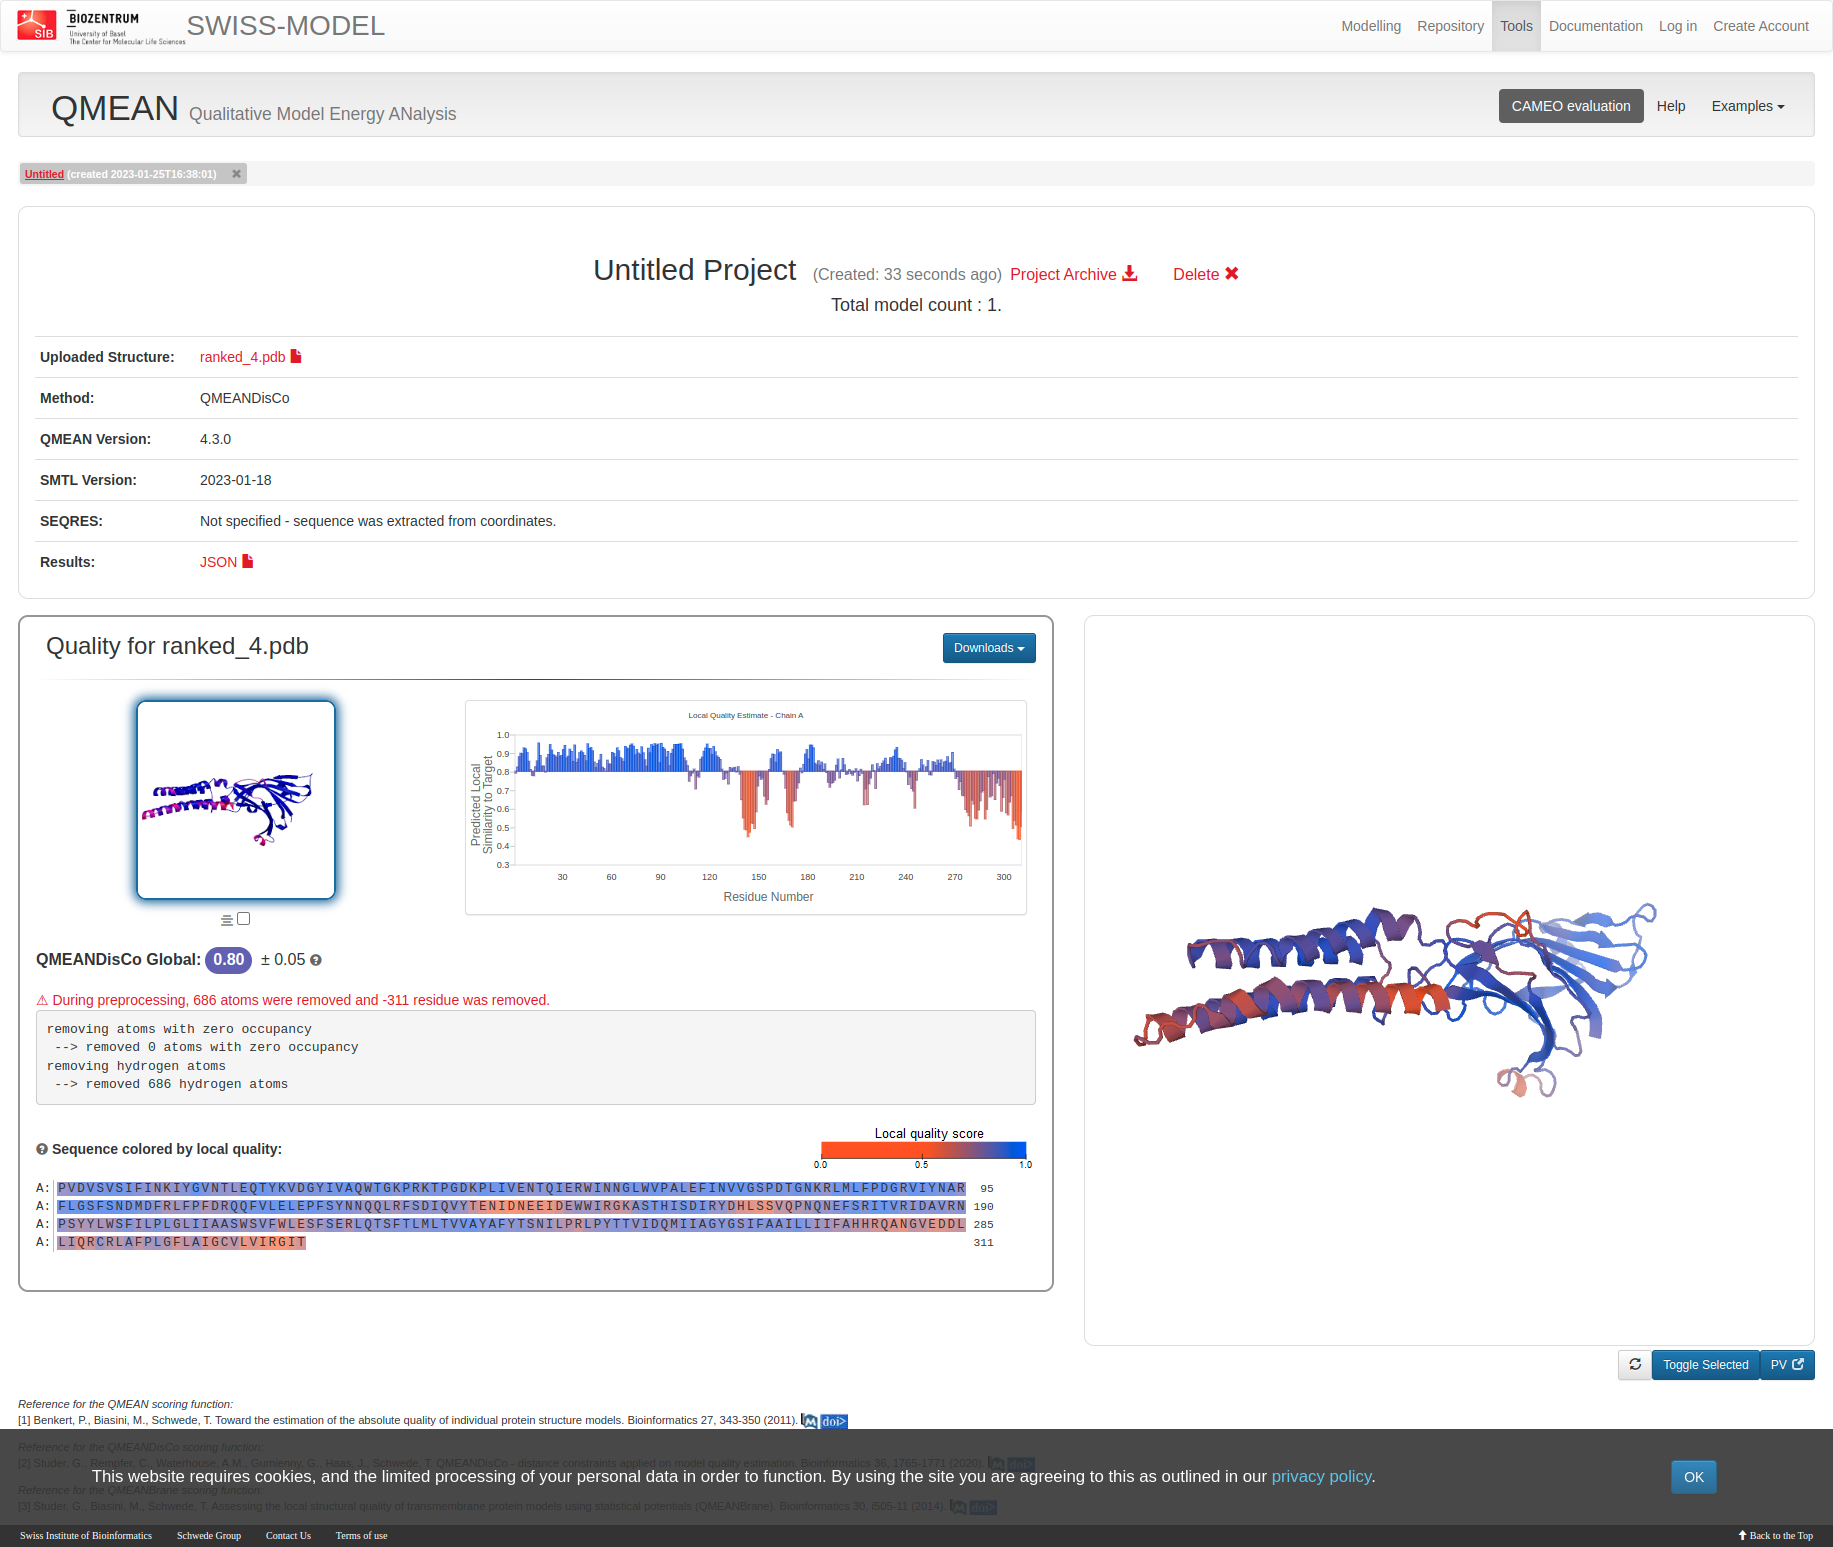 SIB
BIOZENTRUM
University of Basel
The Center for Molecular Life Sciences
SWISS-MODEL
Modelling Repository Tools Documentation Log in Create Account
QMEAN Qualitative Model Energy ANalysis
CAMEO evaluation Help Examples
Untitled (created 2023-01-25T16:38:01)
Untitled Project (Created: 33 seconds ago) Project Archive Delete
Total model count : 1.
Uploaded Structure: ranked_4.pdb
Method: QMEANDisCo
QMEAN Version: 4.3.0
SMTL Version: 2023-01-18
SEQRES: Not specified - sequence was extracted from coordinates.
Results: JSON
Quality for ranked_4.pdb
Downloads
Local Quality Estimate - Chain A
Predicted Local
Similarity to Target
1.0
0.9
0.8
0.7
0.6
0.5
0.4
0.3
30 60 90 120 150 180 210 240 270 300
Residue Number
QMEANDisCo Global: 0.80 ± 0.05
⚠ During preprocessing, 686 atoms were removed and -311 residue was removed.
removing atoms with zero occupancy
--> removed 0 atoms with zero occupancy
removing hydrogen atoms
--> removed 686 hydrogen atoms
Sequence colored by local quality:
Local quality score
0.0 0.5 1.0
A: PVDVSVSIFINKIYGVNTLEQTYKVDGYIVAQWTGKPRKTPGDKPLIVENTQIERWINNGLWVPALEFINVVGSPDTGNKRLMLFPDGRVIYNAR 95
A: FLGSFSNDMDFRLFPFDRQQFVLELEPFSYNNQQLRFSDIQVYTENIDNEEIDEWWIRGKASTHISDIRYDHLSSVQPNQNEFSRITVRIDAVRN 190
A: PSYYLWSFILPLGLIIAASWSVFWLESFSERLQTSFTLMLTVVAYAFYTSNILPRLPYTTVIDQMIIAGYGSIFAAILLIIFAHHRQANGVEDDL 285
A: LIQRCRLAFPLGFLAIGCVLVIRGIT 311
Toggle Selected PV
Reference for the QMEAN scoring function:
[1] Benkert, P., Biasini, M., Schwede, T. Toward the estimation of the absolute quality of individual protein structure models. Bioinformatics 27, 343-350 (2011). M doi>
Reference for the QMEANDisCo scoring function:
[2] Studer, G., Rempfer, C., Waterhouse, A.M., Gumienny, G., Haas, J., Schwede, T. QMEANDisCo - distance constraints applied on model quality estimation. Bioinformatics 36, 1765-1771 (2020). M doi>
This website requires cookies, and the limited processing of your personal data in order to function. By using the site you are agreeing to this as outlined in our privacy policy. OK
Reference for the QMEANBrane scoring function:
[3] Studer, G., Biasini, M., Schwede, T. Assessing the local structural quality of transmembrane protein models using statistical potentials (QMEANBrane). Bioinformatics 30, i505-11 (2014). M doi>
Swiss Institute of Bioinformatics Schwede Group Contact Us Terms of use Back to the Top